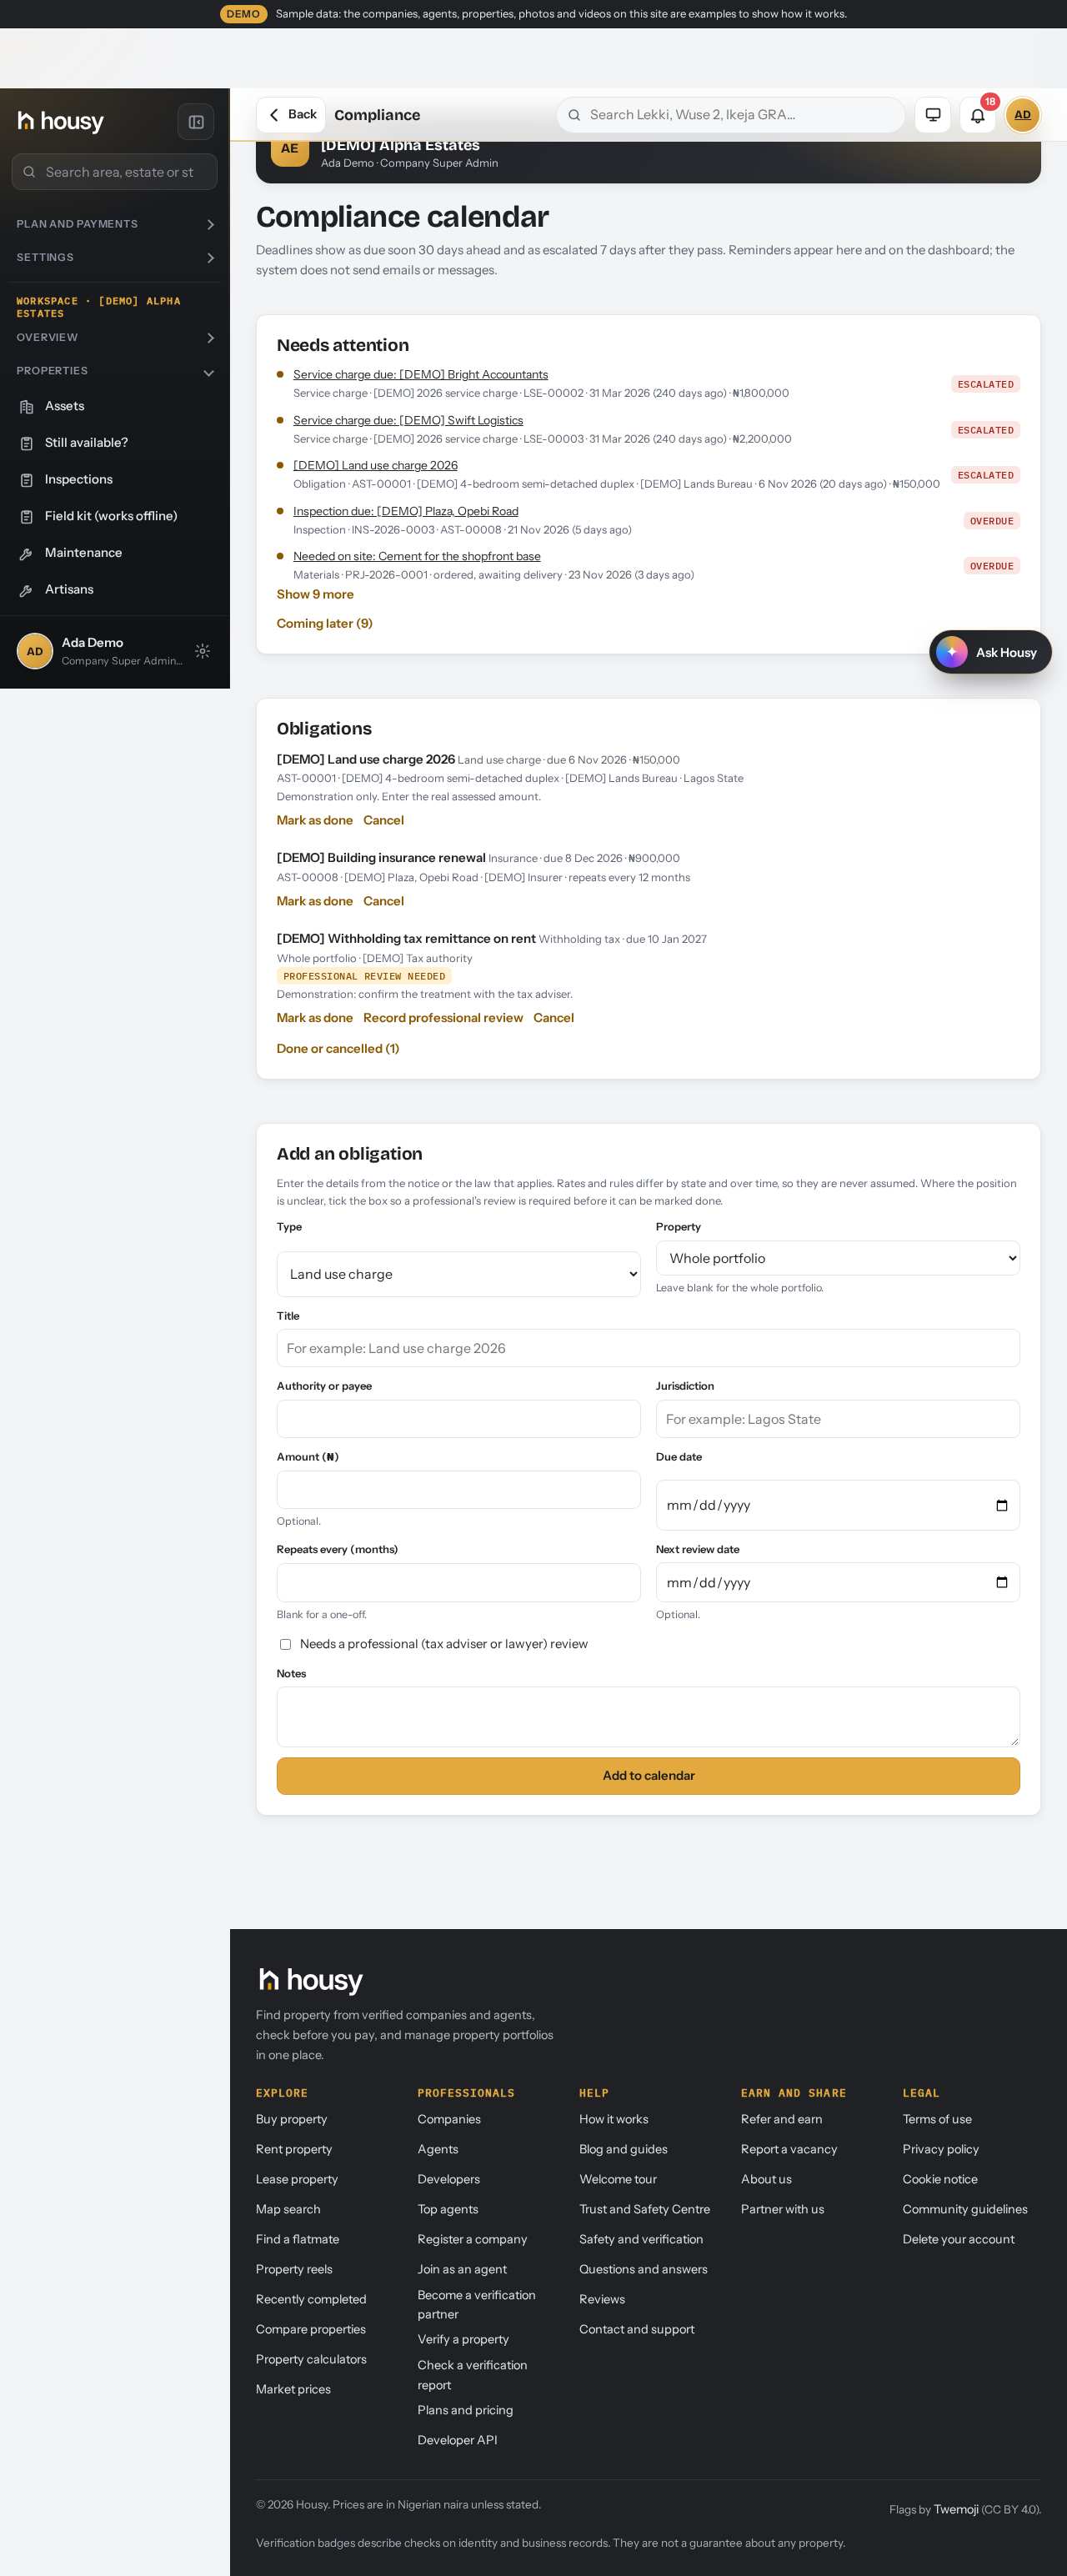 DEMO Sample data: the companies, agents, properties, photos and videos on this site are examples to show how it works.
housy
Search area, estate or st
PLAN AND PAYMENTS
SETTINGS
WORKSPACE · [DEMO] ALPHA
ESTATES
OVERVIEW
PROPERTIES
Assets
Still available?
Inspections
Field kit (works offline)
Maintenance
Artisans
AD
Ada Demo
Company Super Admin...
Back
Compliance
Search Lekki, Wuse 2, Ikeja GRA...
18
AD
AE
[DEMO] Alpha Estates
Ada Demo · Company Super Admin
Compliance calendar
Deadlines show as due soon 30 days ahead and as escalated 7 days after they pass. Reminders appear here and on the dashboard; the
system does not send emails or messages.
Needs attention
Service charge due: [DEMO] Bright Accountants
Service charge · [DEMO] 2026 service charge · LSE-00002 · 31 Mar 2026 (240 days ago) · ₦1,800,000
ESCALATED
Service charge due: [DEMO] Swift Logistics
Service charge · [DEMO] 2026 service charge · LSE-00003 · 31 Mar 2026 (240 days ago) · ₦2,200,000
ESCALATED
[DEMO] Land use charge 2026
Obligation · AST-00001 · [DEMO] 4-bedroom semi-detached duplex · [DEMO] Lands Bureau · 6 Nov 2026 (20 days ago) · ₦150,000
ESCALATED
Inspection due: [DEMO] Plaza, Opebi Road
Inspection · INS-2026-0003 · AST-00008 · 21 Nov 2026 (5 days ago)
OVERDUE
Needed on site: Cement for the shopfront base
Materials · PRJ-2026-0001 · ordered, awaiting delivery · 23 Nov 2026 (3 days ago)
OVERDUE
Show 9 more
Coming later (9)
Ask Housy
Obligations
[DEMO] Land use charge 2026 Land use charge · due 6 Nov 2026 · ₦150,000
AST-00001 · [DEMO] 4-bedroom semi-detached duplex · [DEMO] Lands Bureau · Lagos State
Demonstration only. Enter the real assessed amount.
Mark as done Cancel
[DEMO] Building insurance renewal Insurance · due 8 Dec 2026 · ₦900,000
AST-00008 · [DEMO] Plaza, Opebi Road · [DEMO] Insurer · repeats every 12 months
Mark as done Cancel
[DEMO] Withholding tax remittance on rent Withholding tax · due 10 Jan 2027
Whole portfolio · [DEMO] Tax authority
PROFESSIONAL REVIEW NEEDED
Demonstration: confirm the treatment with the tax adviser.
Mark as done Record professional review Cancel
Done or cancelled (1)
Add an obligation
Enter the details from the notice or the law that applies. Rates and rules differ by state and over time, so they are never assumed. Where the position
is unclear, tick the box so a professional's review is required before it can be marked done.
Type
Property
Land use charge
Whole portfolio
Leave blank for the whole portfolio.
Title
For example: Land use charge 2026
Authority or payee
Jurisdiction
For example: Lagos State
Amount (₦)
Due date
mm/dd/yyyy
Optional.
Repeats every (months)
Next review date
mm/dd/yyyy
Blank for a one-off.
Optional.
Needs a professional (tax adviser or lawyer) review
Notes
Add to calendar
housy
Find property from verified companies and agents,
check before you pay, and manage property portfolios
in one place.
EXPLORE
Buy property
Rent property
Lease property
Map search
Find a flatmate
Property reels
Recently completed
Compare properties
Property calculators
Market prices
PROFESSIONALS
Companies
Agents
Developers
Top agents
Register a company
Join as an agent
Become a verification
partner
Verify a property
Check a verification
report
Plans and pricing
Developer API
HELP
How it works
Blog and guides
Welcome tour
Trust and Safety Centre
Safety and verification
Questions and answers
Reviews
Contact and support
EARN AND SHARE
Refer and earn
Report a vacancy
About us
Partner with us
LEGAL
Terms of use
Privacy policy
Cookie notice
Community guidelines
Delete your account
© 2026 Housy. Prices are in Nigerian naira unless stated.
Flags by Twemoji (CC BY 4.0).
Verification badges describe checks on identity and business records. They are not a guarantee about any property.